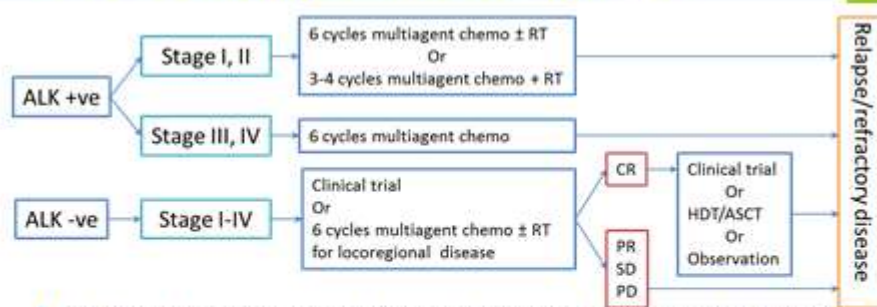 ALK +ve
Stage I, II
6 cycles multiagent chemo ± RT
Or
3-4 cycles multiagent chemo + RT
Stage III, IV
6 cycles multiagent chemo
ALK -ve
Stage I-IV
Clinical trial
Or
6 cycles multiagent chemo ± RT
for locoregional disease
CR
PR
SD
PD
Clinical trial
Or
HDT/ASCT
Or
Observation
Relapse/refractory disease